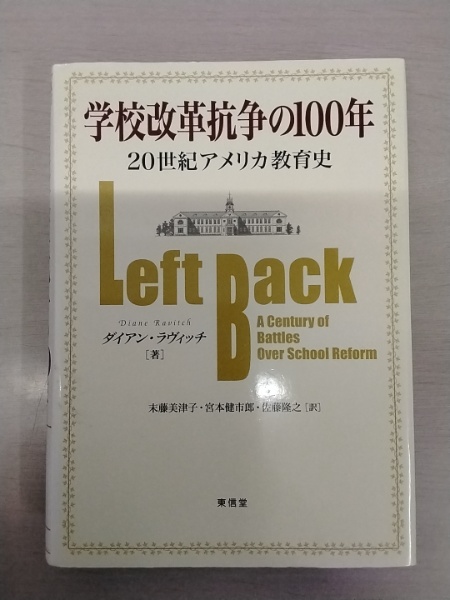 学校改革抗争の100年
20世紀アメリカ教育史
Left Back
Diane Ravitch
ダイアン・ラヴィッチ
[著]
A Century of
Battles
Over School Reform
末藤美津子・宮本健市郎・佐藤隆之[訳]
東信堂